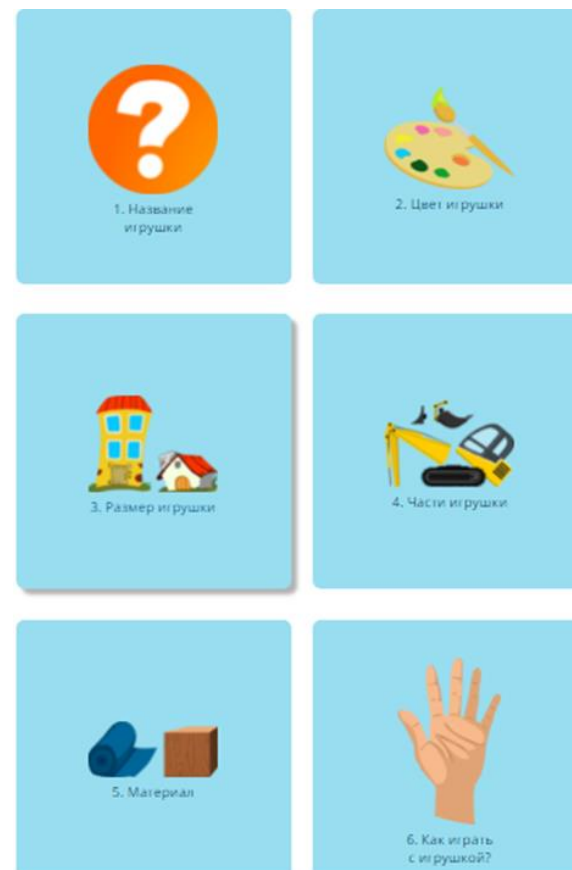 1. Название
игрушки
2. Цвет игрушки
3. Размер игрушки
4. Части игрушки
5. Материал
6. Как играть
с игрушкой?